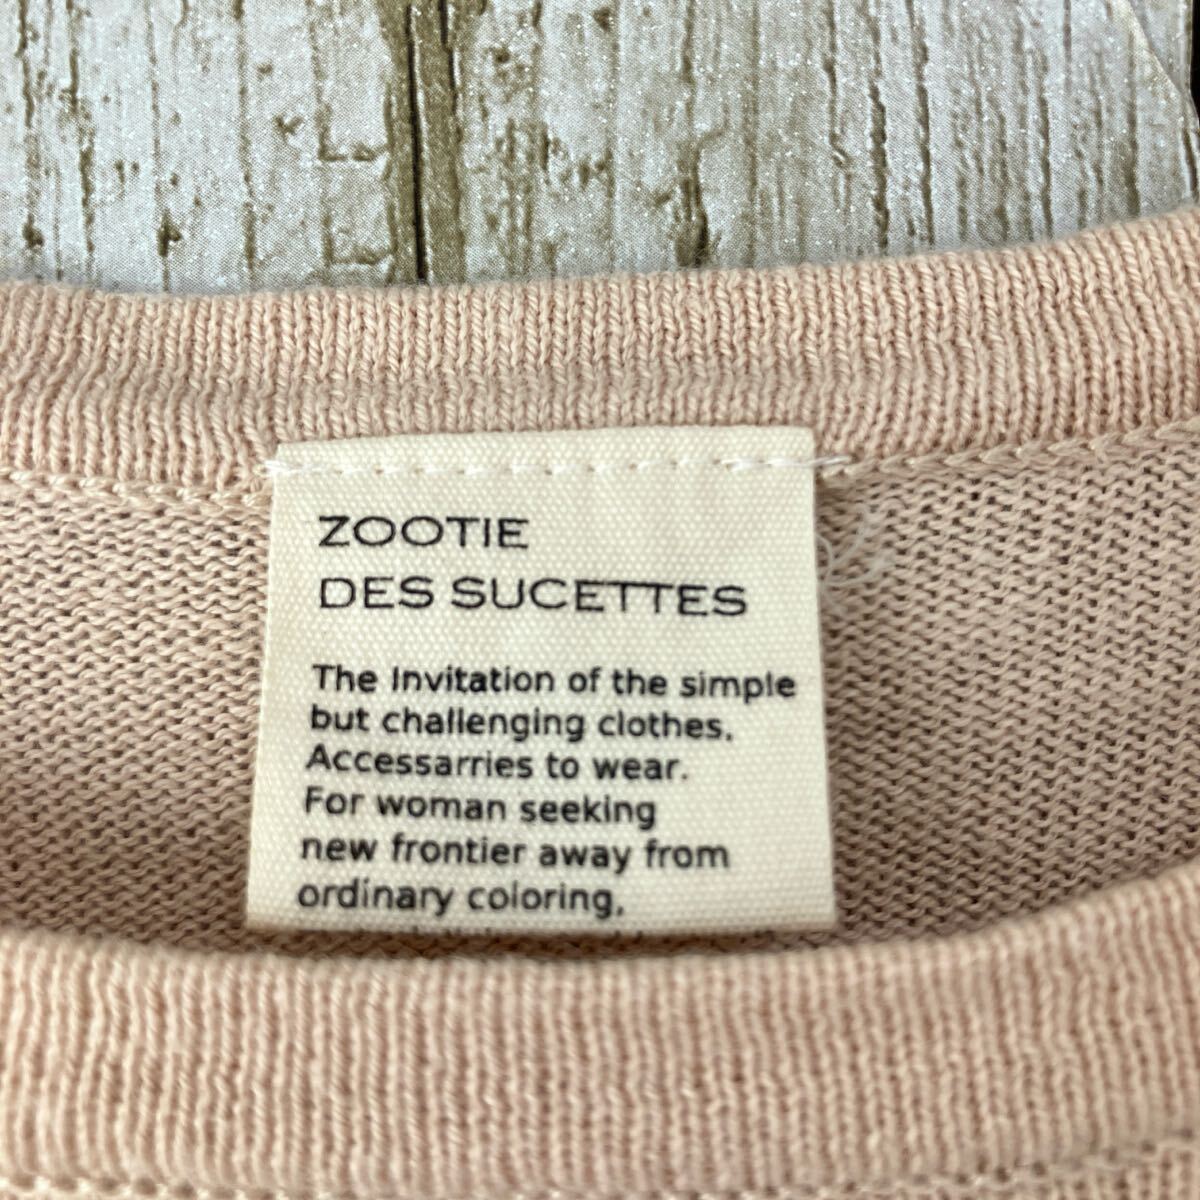 ZOOTIE
DES SUCETTES
The Invitation of the simple
but challenging clothes.
Accessarries to wear.
For woman seeking
new frontier away from
ordinary coloring,